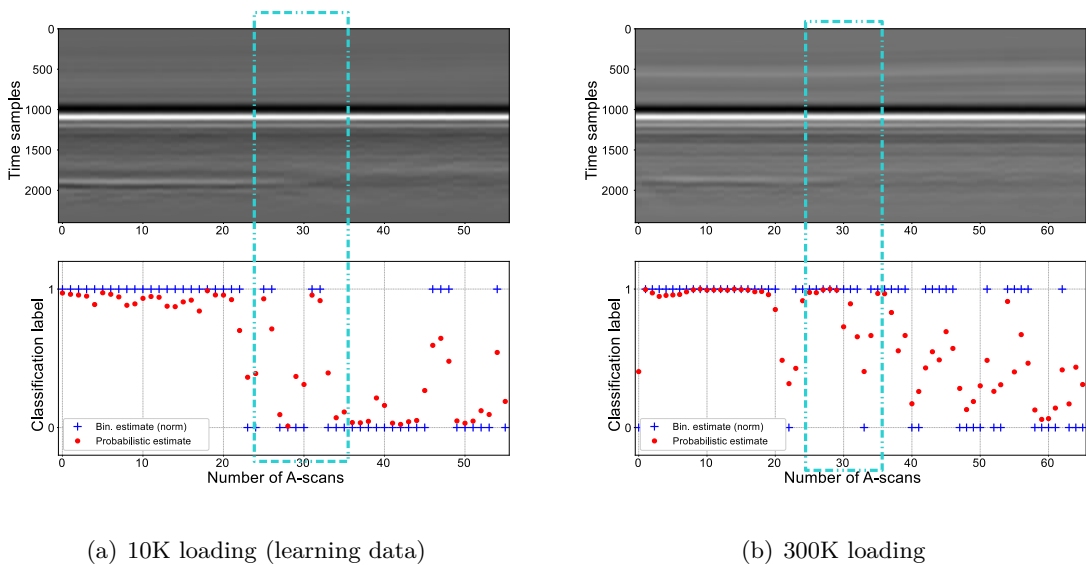 0
500
1000
1500
2000
Time samples
0 10 20 30 40 50
1
0
Classification label
Bin. estimate (norm)
Probabilistic estimate
0 10 20 30 40 50
Number of A-scans
(a) 10K loading (learning data)
0
500
1000
1500
2000
Time samples
0 10 20 30 40 50 60
1
0
Classification label
Bin. estimate (norm)
Probabilistic estimate
0 10 20 30 40 50 60
Number of A-scans
(b) 300K loading